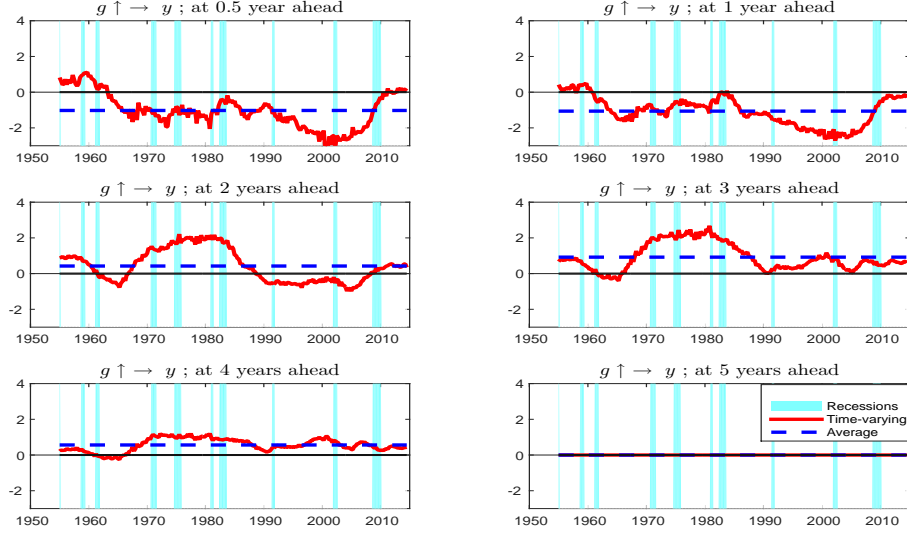 g ↑ → y ; at 0.5 year ahead
g ↑ → y ; at 1 year ahead
4
2
0
-2
1950 1960 1970 1980 1990 2000 2010
4
2
0
-2
1950 1960 1970 1980 1990 2000 2010
g ↑ → y ; at 2 years ahead
g ↑ → y ; at 3 years ahead
4
2
0
-2
1950 1960 1970 1980 1990 2000 2010
4
2
0
-2
1950 1960 1970 1980 1990 2000 2010
g ↑ → y ; at 4 years ahead
g ↑ → y ; at 5 years ahead
4
2
0
-2
1950 1960 1970 1980 1990 2000 2010
4
2
0
-2
1950 1960 1970 1980 1990 2000 2010
Recessions
Time-varying
Average